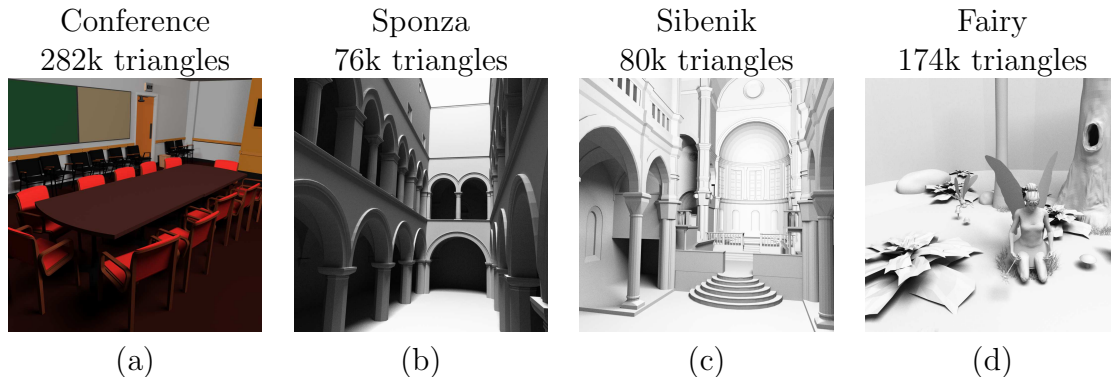 Conference
282k triangles
Sponza
76k triangles
Sibenik
80k triangles
Fairy
174k triangles
(a)
(b)
(c)
(d)